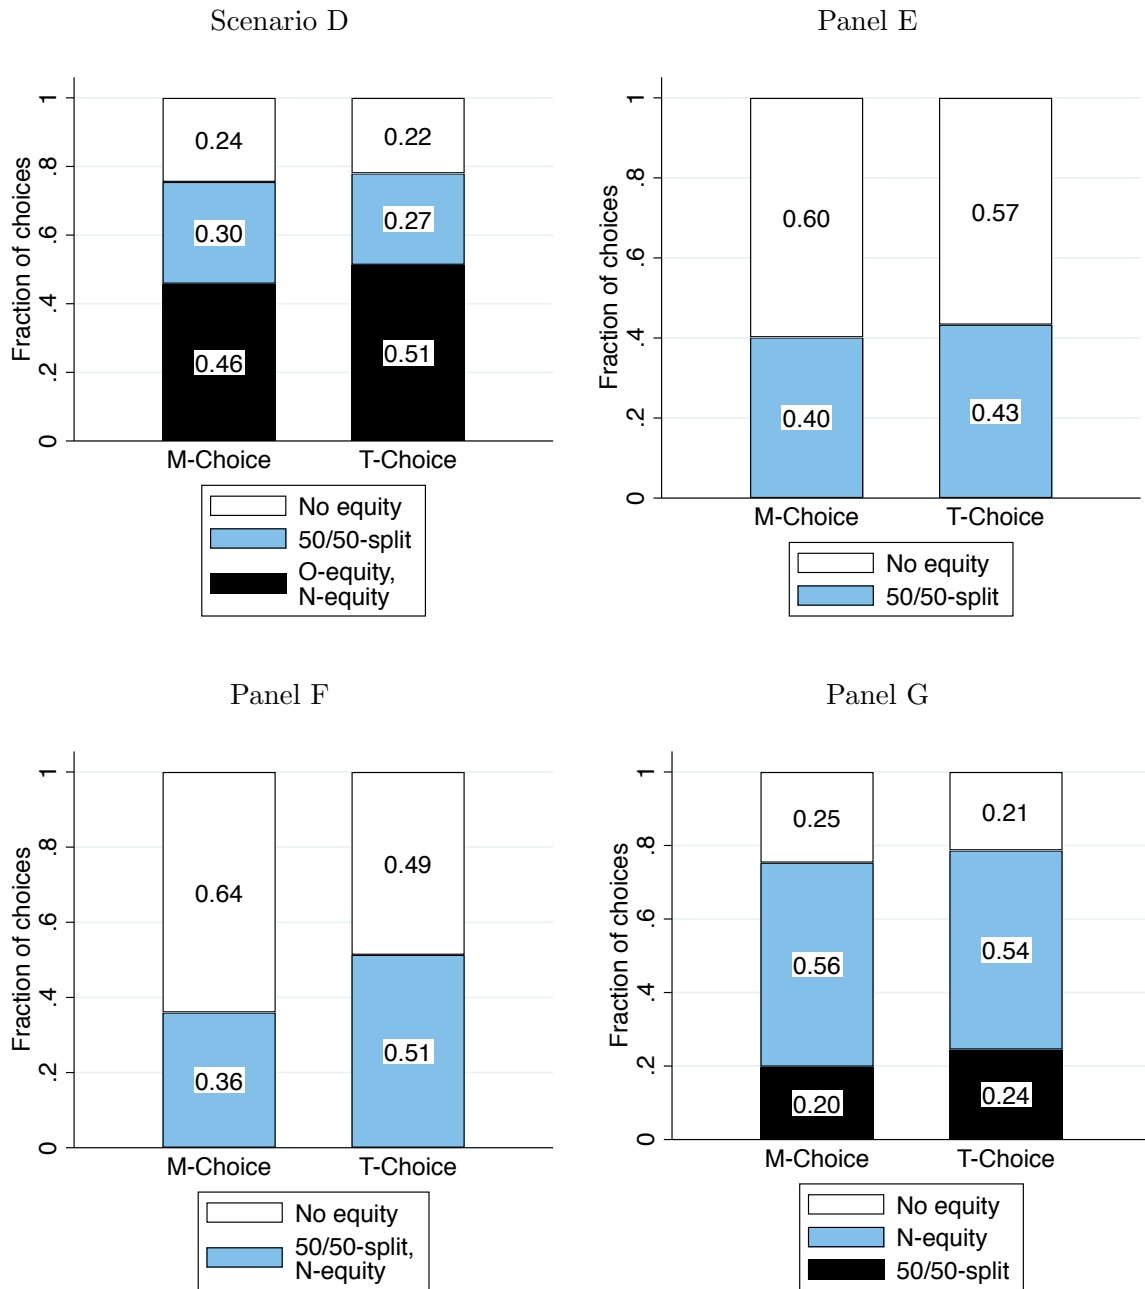 Scenario D
Fraction of choices
1
.8
.6
.4
.2
0
0.24
0.22
0.30
0.27
0.46
0.51
M-Choice T-Choice
No equity
50/50-split
O-equity,
N-equity
Panel E
Fraction of choices
1
.8
.6
.4
.2
0
0.60
0.57
0.40
0.43
M-Choice T-Choice
No equity
50/50-split
Panel F
Fraction of choices
1
.8
.6
.4
.2
0
0.64
0.49
0.36
0.51
M-Choice T-Choice
No equity
50/50-split,
N-equity
Panel G
Fraction of choices
1
.8
.6
.4
.2
0
0.25
0.21
0.56
0.54
0.20
0.24
M-Choice T-Choice
No equity
N-equity
50/50-split